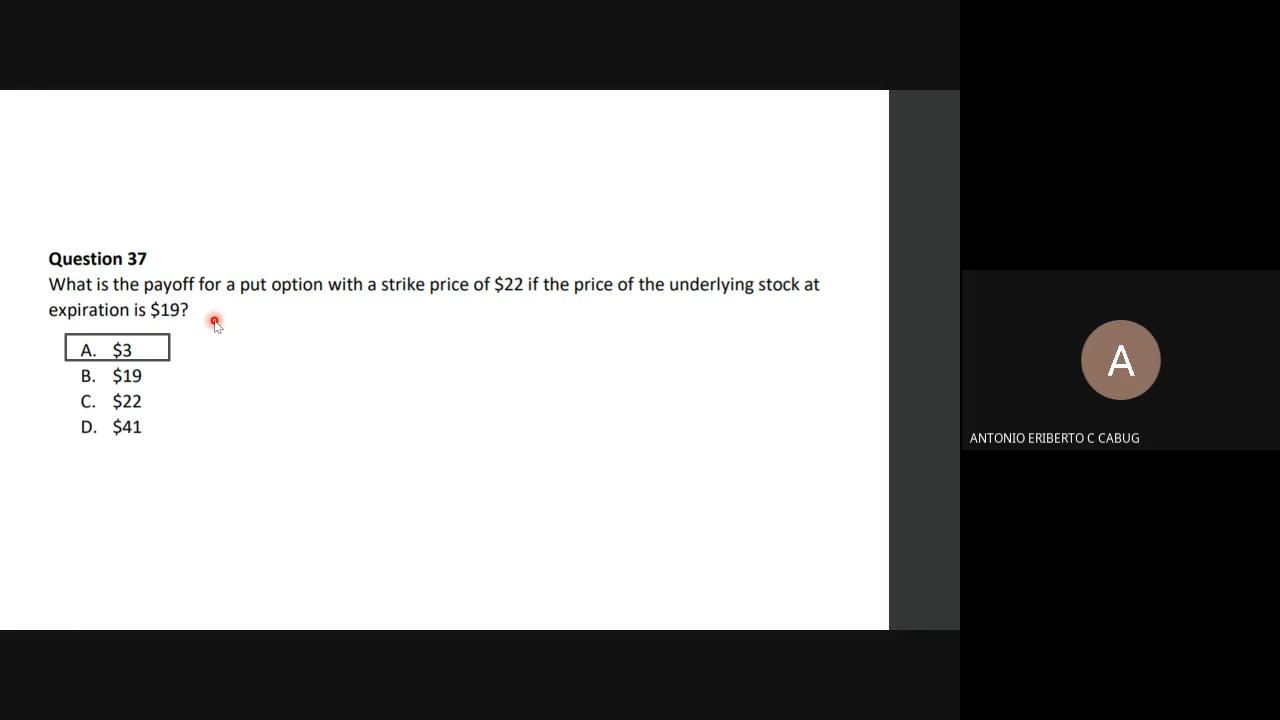 Question 37
What is the payoff for a put option with a strike price of $22 if the price of the underlying stock at
expiration is $19?
A. $3
B. $19
C. $22
D. $41
A
ANTONIO ERIBERTO C CABUG